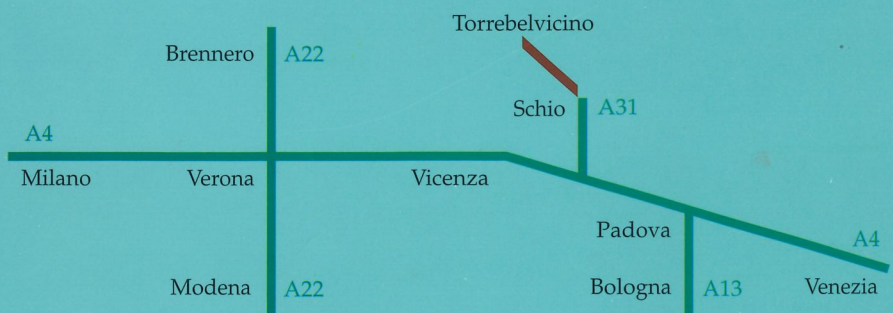 Torrebelvicino
Brennero A22
Schio A31
A4
Milano Verona Vicenza
Padova
A4
Modena A22
Bologna A13 Venezia